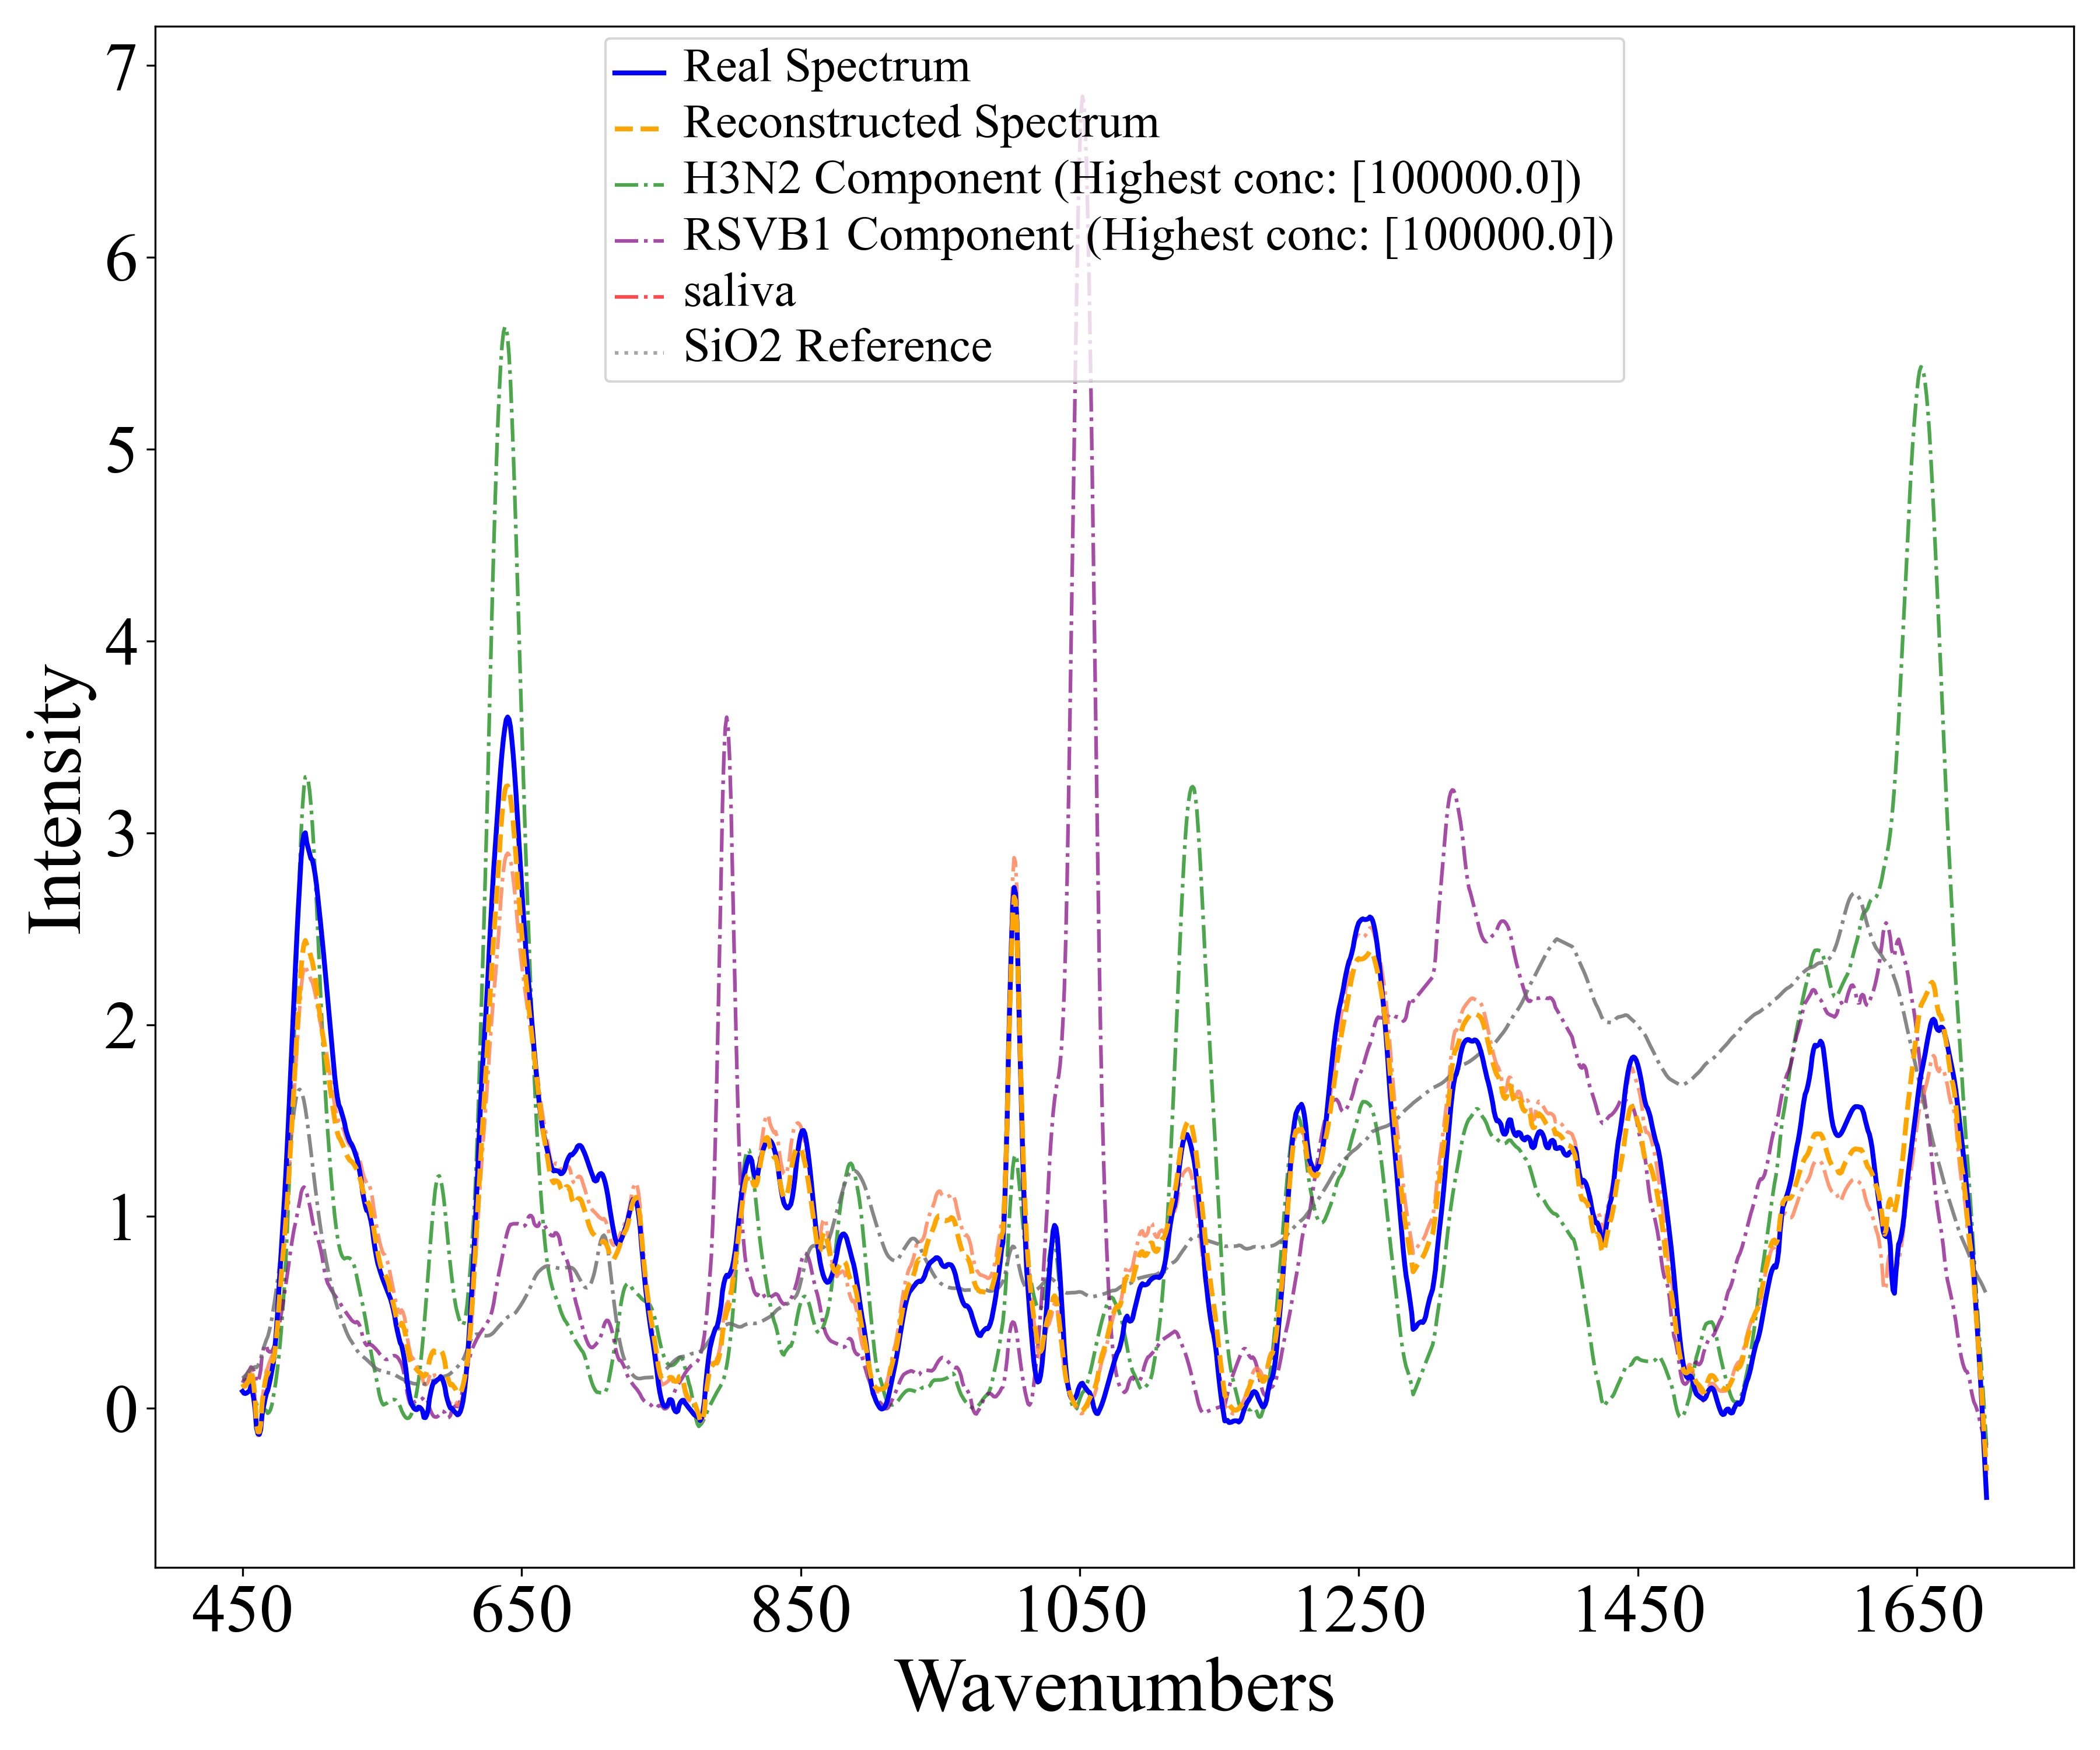 7
6
5
4
3
2
1
0
Intensity
Real Spectrum
Reconstructed Spectrum
H3N2 Component (Highest conc: [100000.0])
RSVB1 Component (Highest conc: [100000.0])
saliva
SiO2 Reference
450 650 850 1050 1250 1450 1650
Wavenumbers